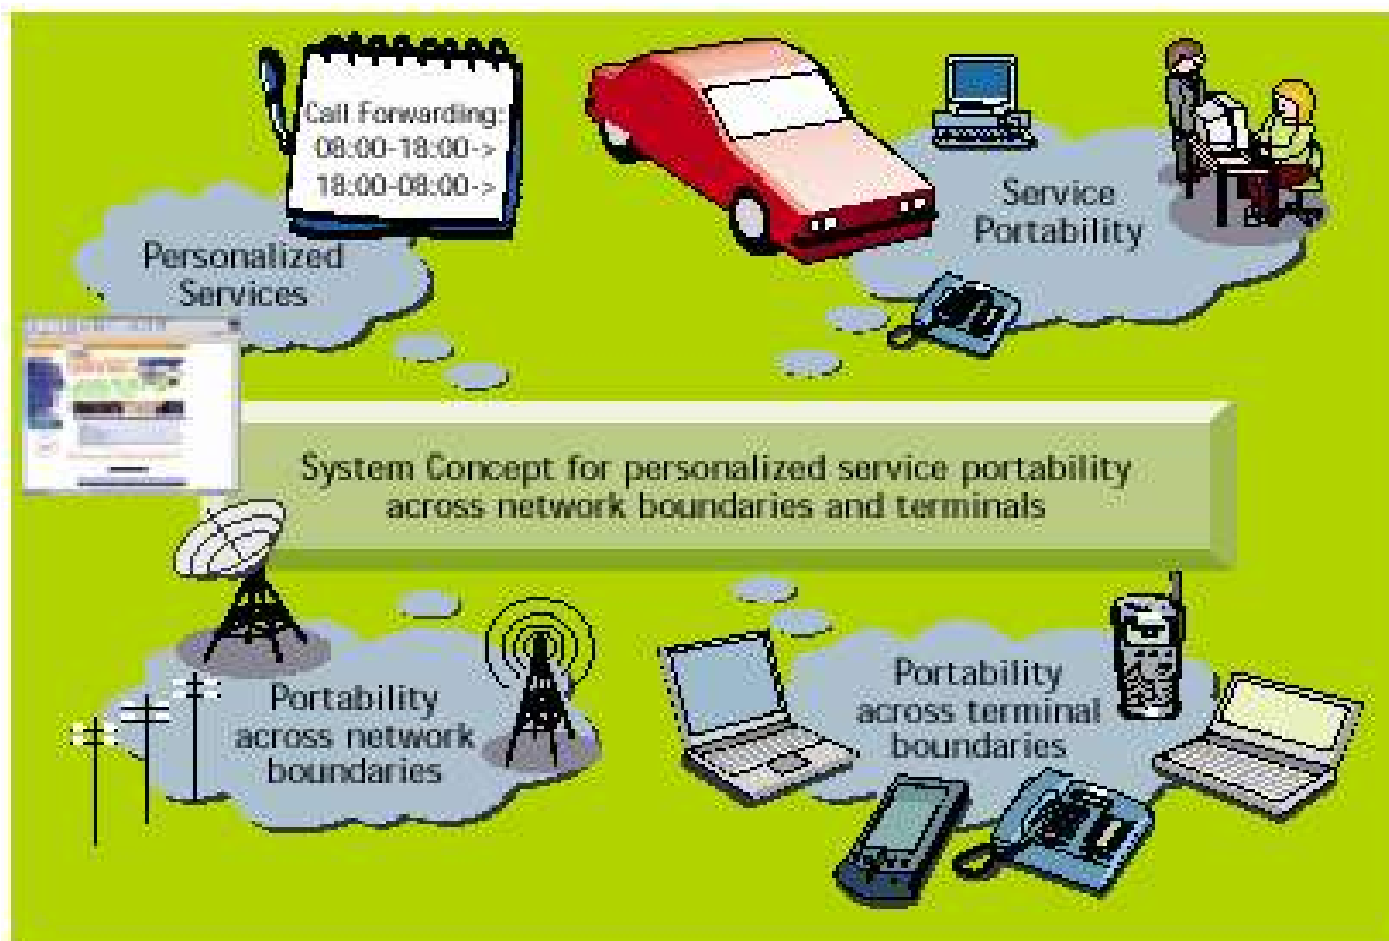 Call Forwarding:
08:00-18:00->
18:00-08:00->
Personalized
Services
Service
Portability
System Concept for personalized service portability
across network boundaries and terminals
Portability
across network
boundaries
Portability
across terminal
boundaries